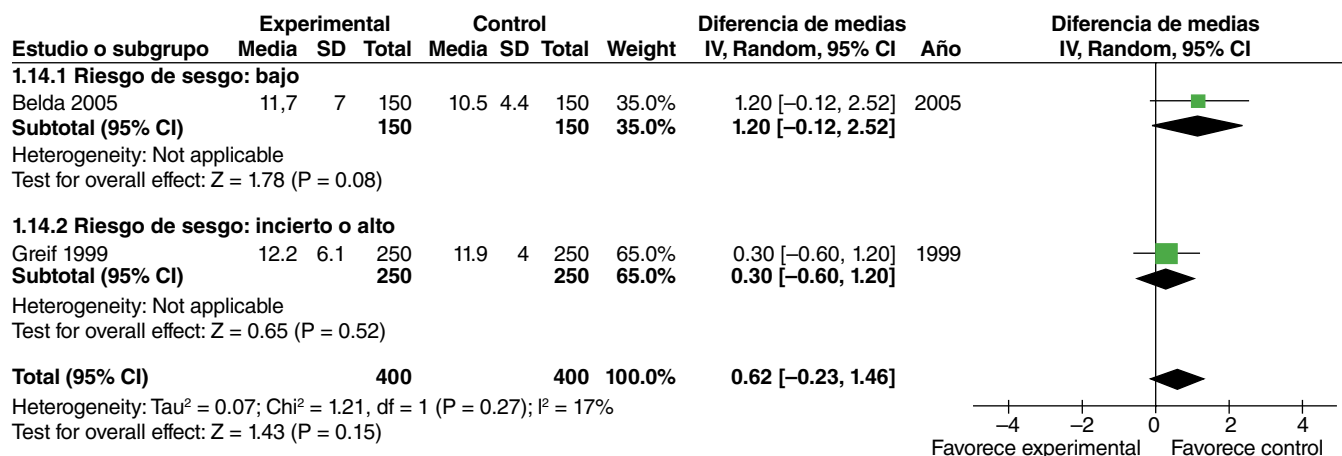 Experimental Control Diferencia de medias Diferencia de medias
Estudio o subgrupo Media SD Total Media SD Total Weight IV, Random, 95% CI Año IV, Random, 95% CI
1.14.1 Riesgo de sesgo: bajo
Belda 2005 11,7 7 150 10.5 4.4 150 35.0% 1.20 [–0.12, 2.52] 2005
Subtotal (95% CI) 150 150 35.0% 1.20 [–0.12, 2.52]
Heterogeneity: Not applicable
Test for overall effect: Z = 1.78 (P = 0.08)
1.14.2 Riesgo de sesgo: incierto o alto
Greif 1999 12.2 6.1 250 11.9 4 250 65.0% 0.30 [–0.60, 1.20] 1999
Subtotal (95% CI) 250 250 65.0% 0.30 [–0.60, 1.20]
Heterogeneity: Not applicable
Test for overall effect: Z = 0.65 (P = 0.52)
Total (95% CI) 400 400 100.0% 0.62 [–0.23, 1.46]
Heterogeneity: Tau² = 0.07; Chi² = 1.21, df = 1 (P = 0.27); I² = 17%
Test for overall effect: Z = 1.43 (P = 0.15)
–4 –2 0 2 4
Favorece experimental Favorece control